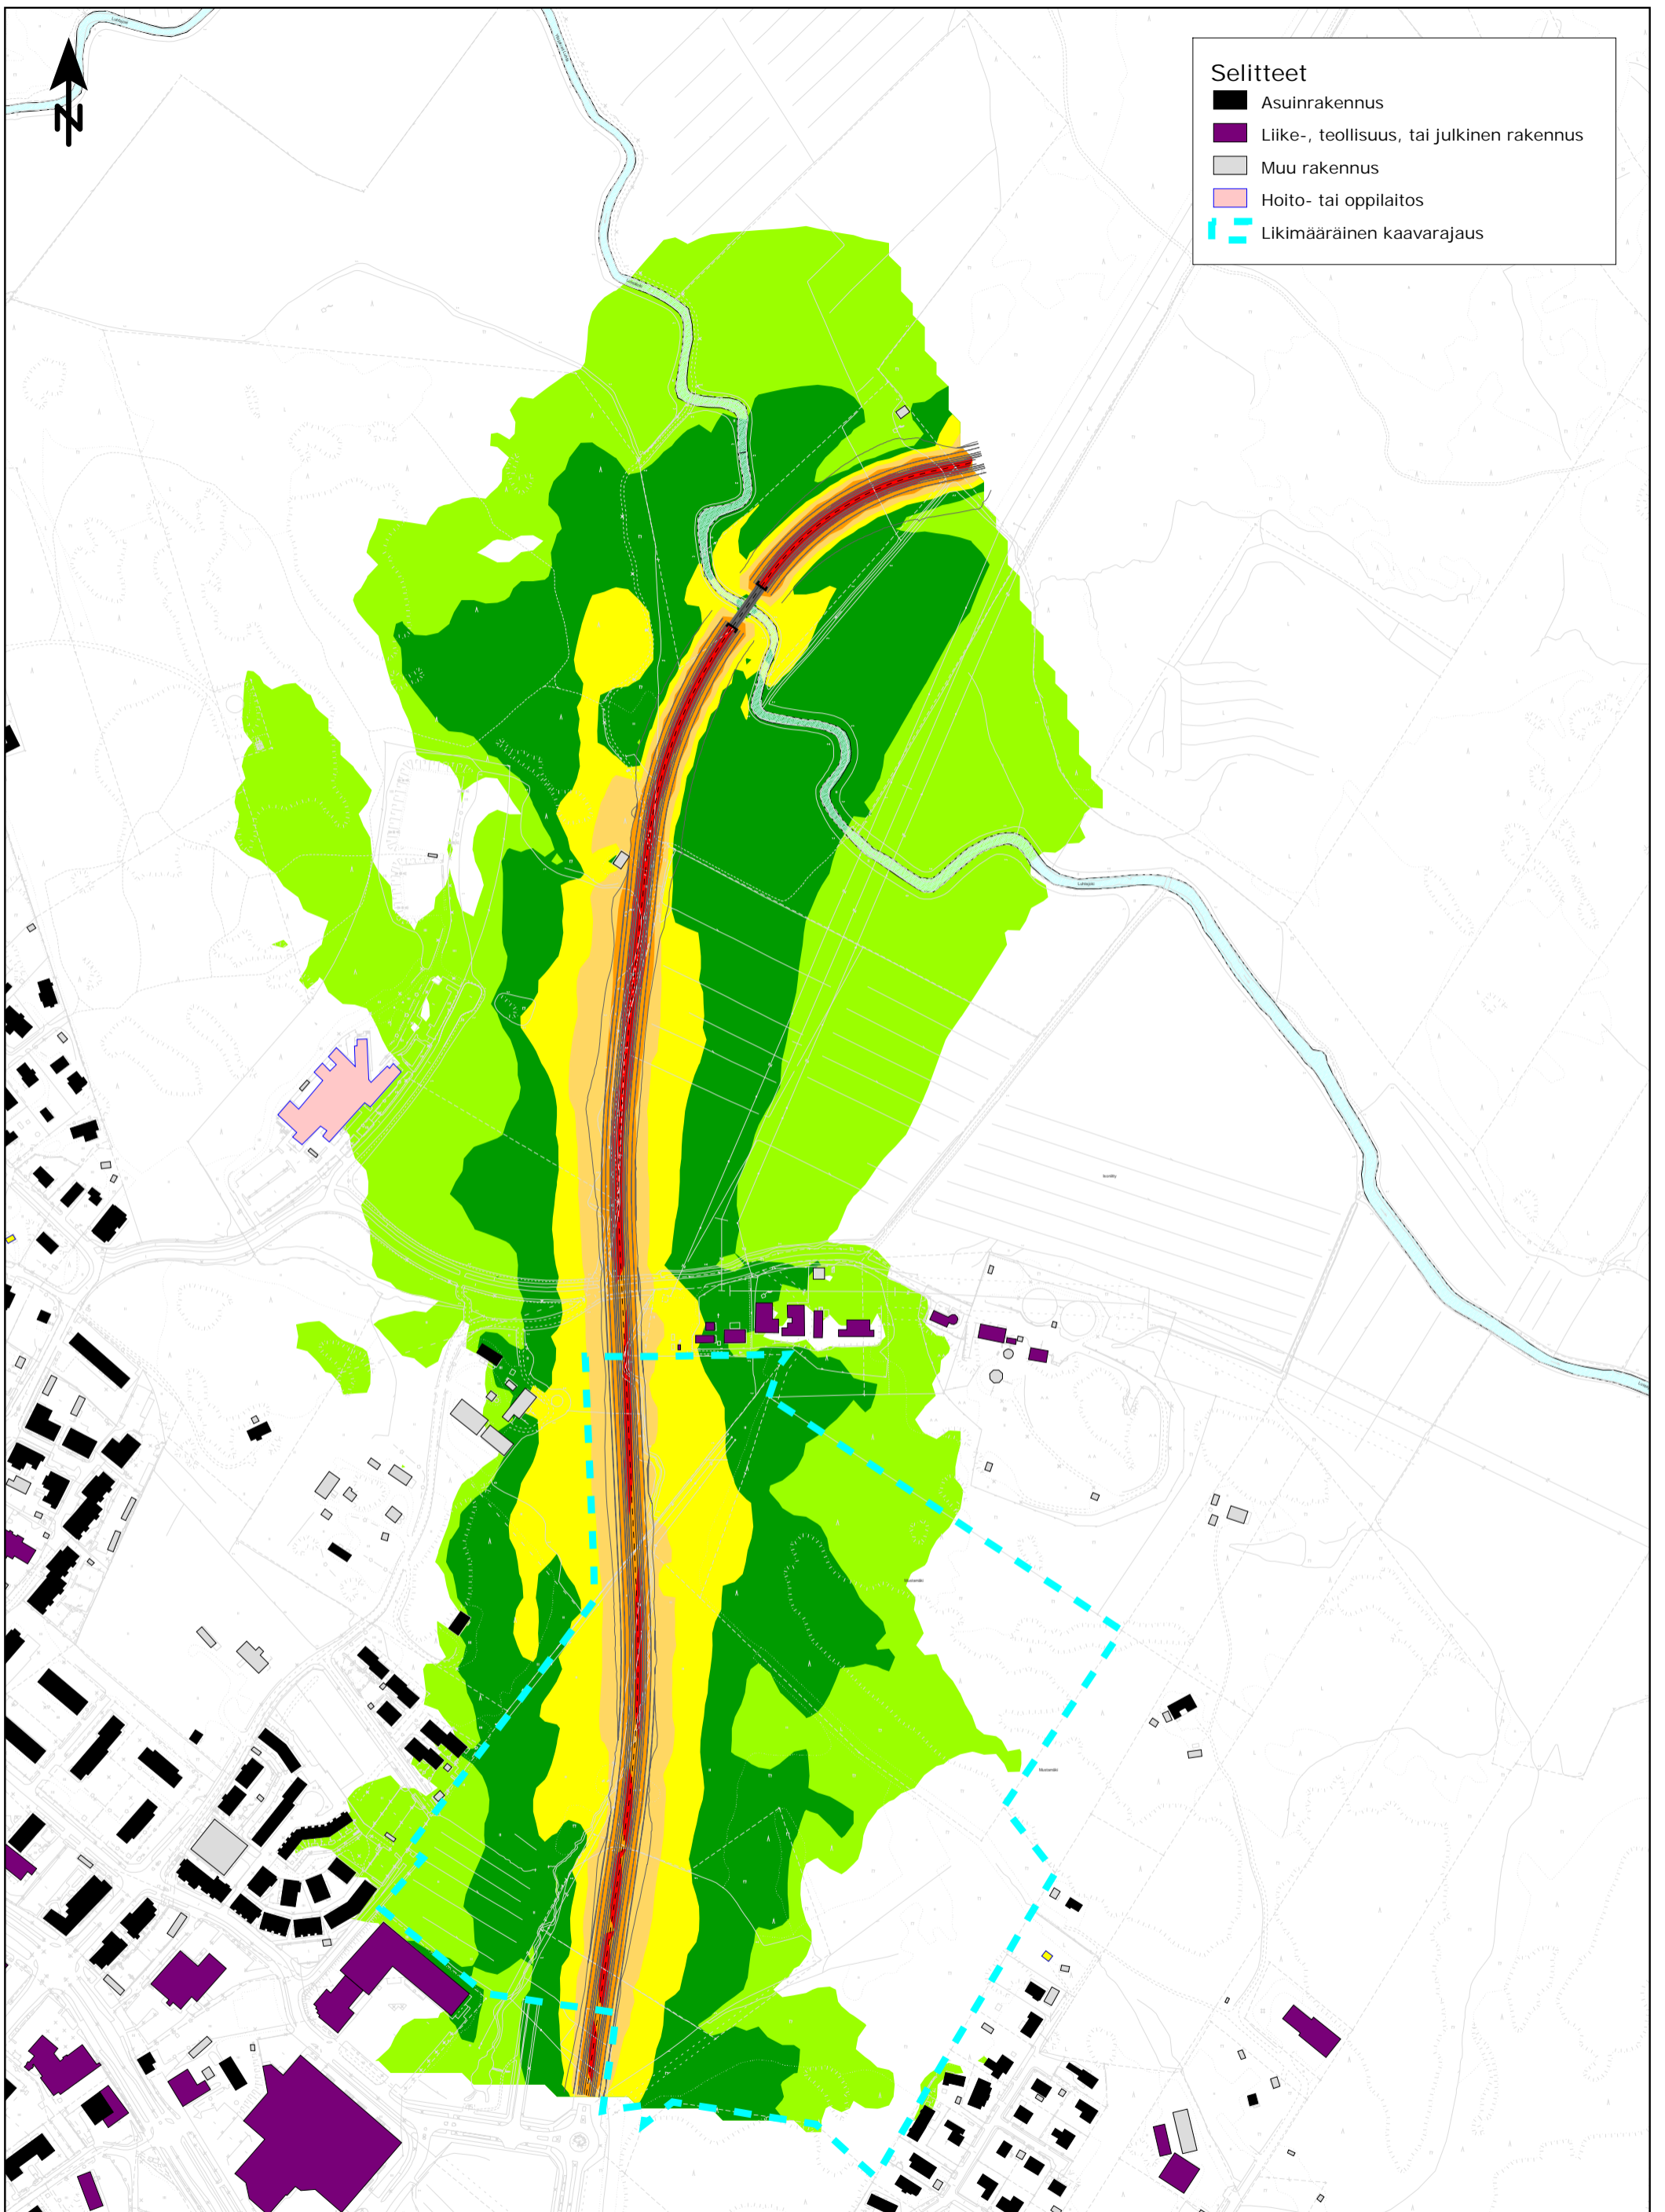 N
Selitteet
Asuinrakennus
Liike-, teollisuus, tai julkinen rakennus
Muu rakennus
Hoito- tai oppilaitos
Likimääräinen kaavarajaus